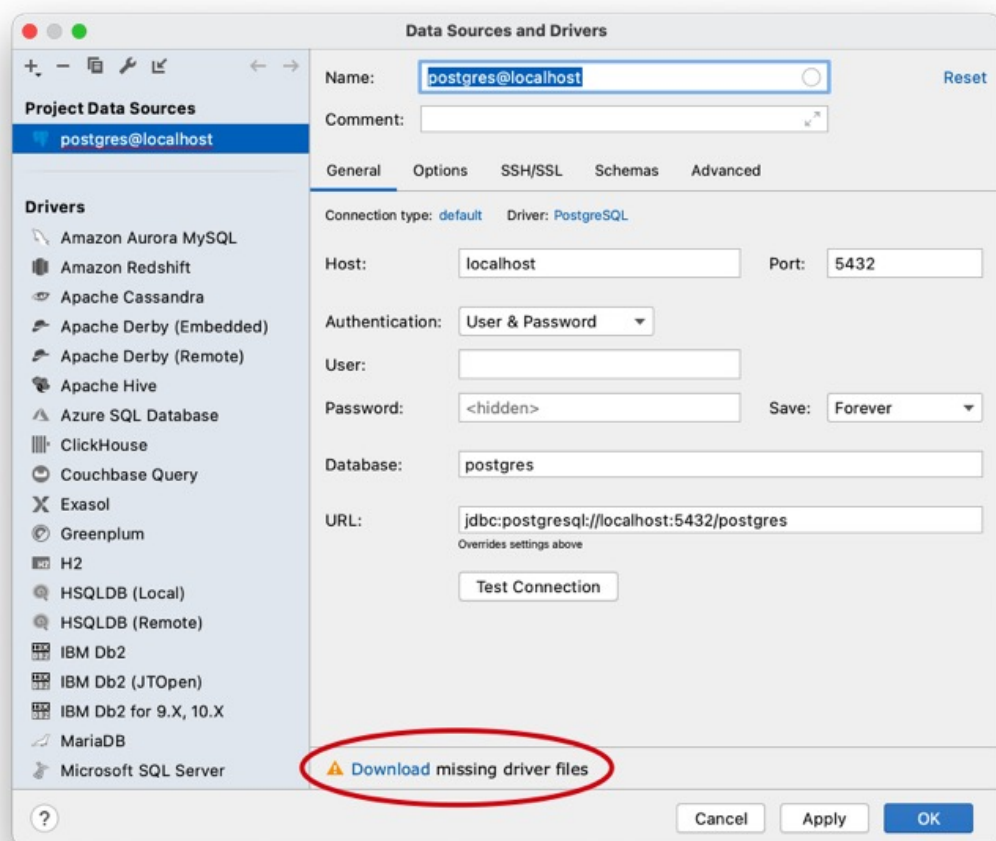 Data Sources and Drivers
Project Data Sources
postgres@localhost
Drivers
Amazon Aurora MySQL
Amazon Redshift
Apache Cassandra
Apache Derby (Embedded)
Apache Derby (Remote)
Apache Hive
Azure SQL Database
ClickHouse
Couchbase Query
Exasol
Greenplum
H2
HSQLDB (Local)
HSQLDB (Remote)
IBM Db2
IBM Db2 (JTOpen)
IBM Db2 for 9.X, 10.X
MariaDB
Microsoft SQL Server
Name: postgres@localhost Reset
Comment:
General Options SSH/SSL Schemas Advanced
Connection type: default Driver: PostgreSQL
Host: localhost Port: 5432
Authentication: User & Password
User:
Password: <hidden> Save: Forever
Database: postgres
URL: jdbc:postgresql://localhost:5432/postgres
Overrides settings above
Test Connection
Download missing driver files
? Cancel Apply OK